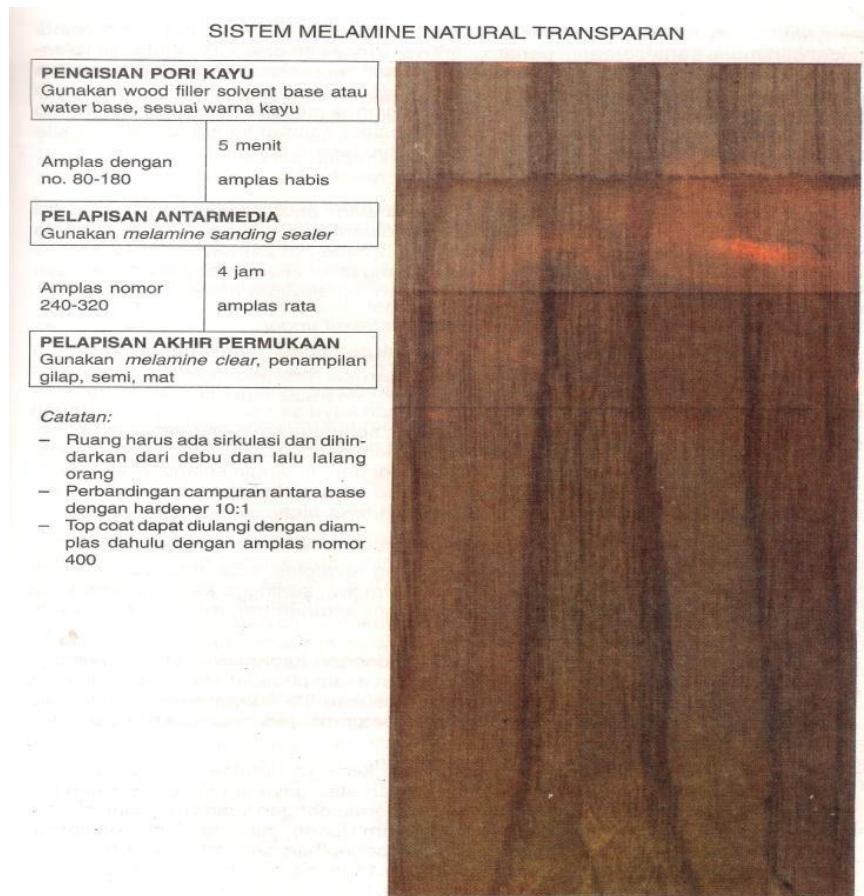 SISTEM MELAMINE NATURAL TRANSPARAN
PENGISIAN PORI KAYU
Gunakan wood filler solvent base atau
water base, sesuai warna kayu
Amplas dengan
no. 80-180
5 menit
amplas habis
PELAPISAN ANTARMEDIA
Gunakan melamine sanding sealer
Amplas nomor
240-320
4 jam
amplas rata
PELAPISAN AKHIR PERMUKAAN
Gunakan melamine clear, penampilan
gilap, semi, mat
Catatan:
– Ruang harus ada sirkulasi dan dihin-
darkan dari debu dan lalu lalang
orang
– Perbandingan campuran antara base
dengan hardener 10:1
– Top coat dapat diulangi dengan diam-
plas dahulu dengan amplas nomor
400